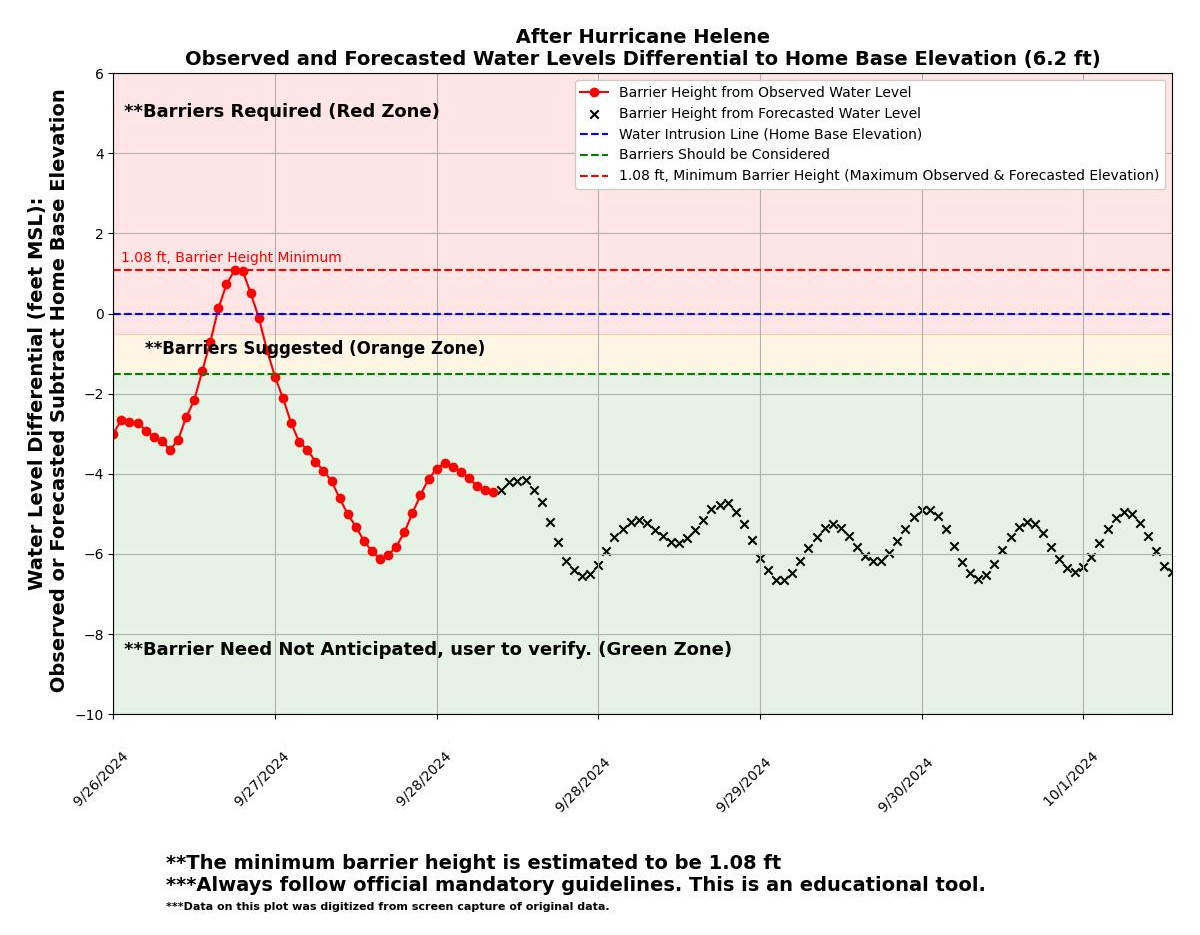 After Hurricane Helene
Observed and Forecasted Water Levels Differential to Home Base Elevation (6.2 ft)
Water Level Differential (feet MSL):
Observed or Forecasted Subtract Home Base Elevation
6
4
2
0
−2
−4
−6
−8
−10
**Barriers Required (Red Zone)
Barrier Height from Observed Water Level
Barrier Height from Forecasted Water Level
Water Intrusion Line (Home Base Elevation)
Barriers Should be Considered
1.08 ft, Minimum Barrier Height (Maximum Observed & Forecasted Elevation)
1.08 ft, Barrier Height Minimum
**Barriers Suggested (Orange Zone)
**Barrier Need Not Anticipated, user to verify. (Green Zone)
9/26/2024
9/27/2024
9/28/2024
9/28/2024
9/29/2024
9/30/2024
10/1/2024
**The minimum barrier height is estimated to be 1.08 ft
***Always follow official mandatory guidelines. This is an educational tool.
***Data on this plot was digitized from screen capture of original data.